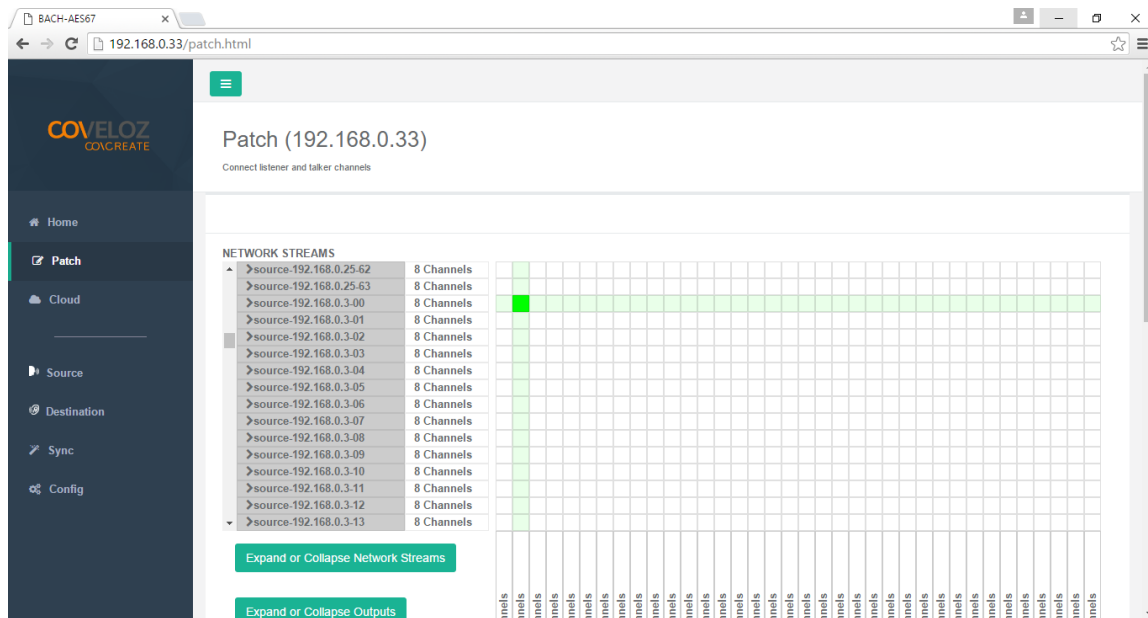 BACH-AES67
192.168.0.33/patch.html
COVELOZ
CO\CREATE
Home
Patch
Cloud
Source
Destination
Sync
Config
Patch (192.168.0.33)
Connect listener and talker channels
NETWORK STREAMS
source-192.168.0.25-62 8 Channels
source-192.168.0.25-63 8 Channels
source-192.168.0.3-00 8 Channels
source-192.168.0.3-01 8 Channels
source-192.168.0.3-02 8 Channels
source-192.168.0.3-03 8 Channels
source-192.168.0.3-04 8 Channels
source-192.168.0.3-05 8 Channels
source-192.168.0.3-06 8 Channels
source-192.168.0.3-07 8 Channels
source-192.168.0.3-08 8 Channels
source-192.168.0.3-09 8 Channels
source-192.168.0.3-10 8 Channels
source-192.168.0.3-11 8 Channels
source-192.168.0.3-12 8 Channels
source-192.168.0.3-13 8 Channels
Expand or Collapse Network Streams
Expand or Collapse Outputs